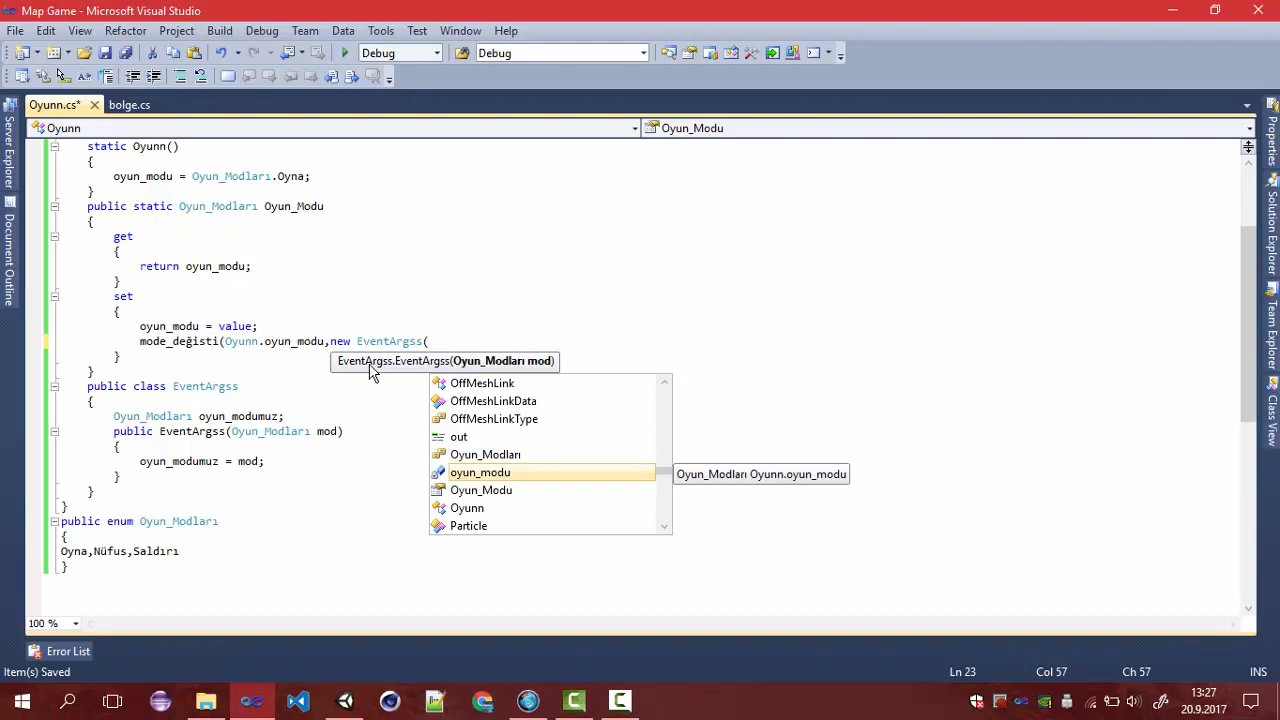 Map Game - Microsoft Visual Studio
File Edit View Refactor Project Build Debug Team Data Tools Test Window Help
Debug Debug
Oyunn.cs* bolge.cs
Oyunn Oyun_Modu
static Oyunn()
{
oyun_modu = Oyun_Modları.Oyna;
}
public static Oyun_Modları Oyun_Modu
{
get
{
return oyun_modu;
}
set
{
oyun_modu = value;
mode_değisti(Oyunn.oyun_modu,new EventArgss(
}
EventArgss.EventArgss(Oyun_Modları mod)
}
public class EventArgss
{
Oyun_Modları oyun_modumuz;
public EventArgss(Oyun_Modları mod)
{
oyun_modumuz = mod;
}
}
}
public enum Oyun_Modları
{
Oyna,Nüfus,Saldırı
}
OffMeshLink
OffMeshLinkData
OffMeshLinkType
out
Oyun_Modları
oyun_modu
Oyun_Modu
Oyunn
Particle
Oyun_Modları Oyunn.oyun_modu
Server Explorer
Document Outline
Properties
Solution Explorer
Team Explorer
Class View
100 %
Error List
Item(s) Saved Ln 23 Col 57 Ch 57 INS
13:27
20.9.2017